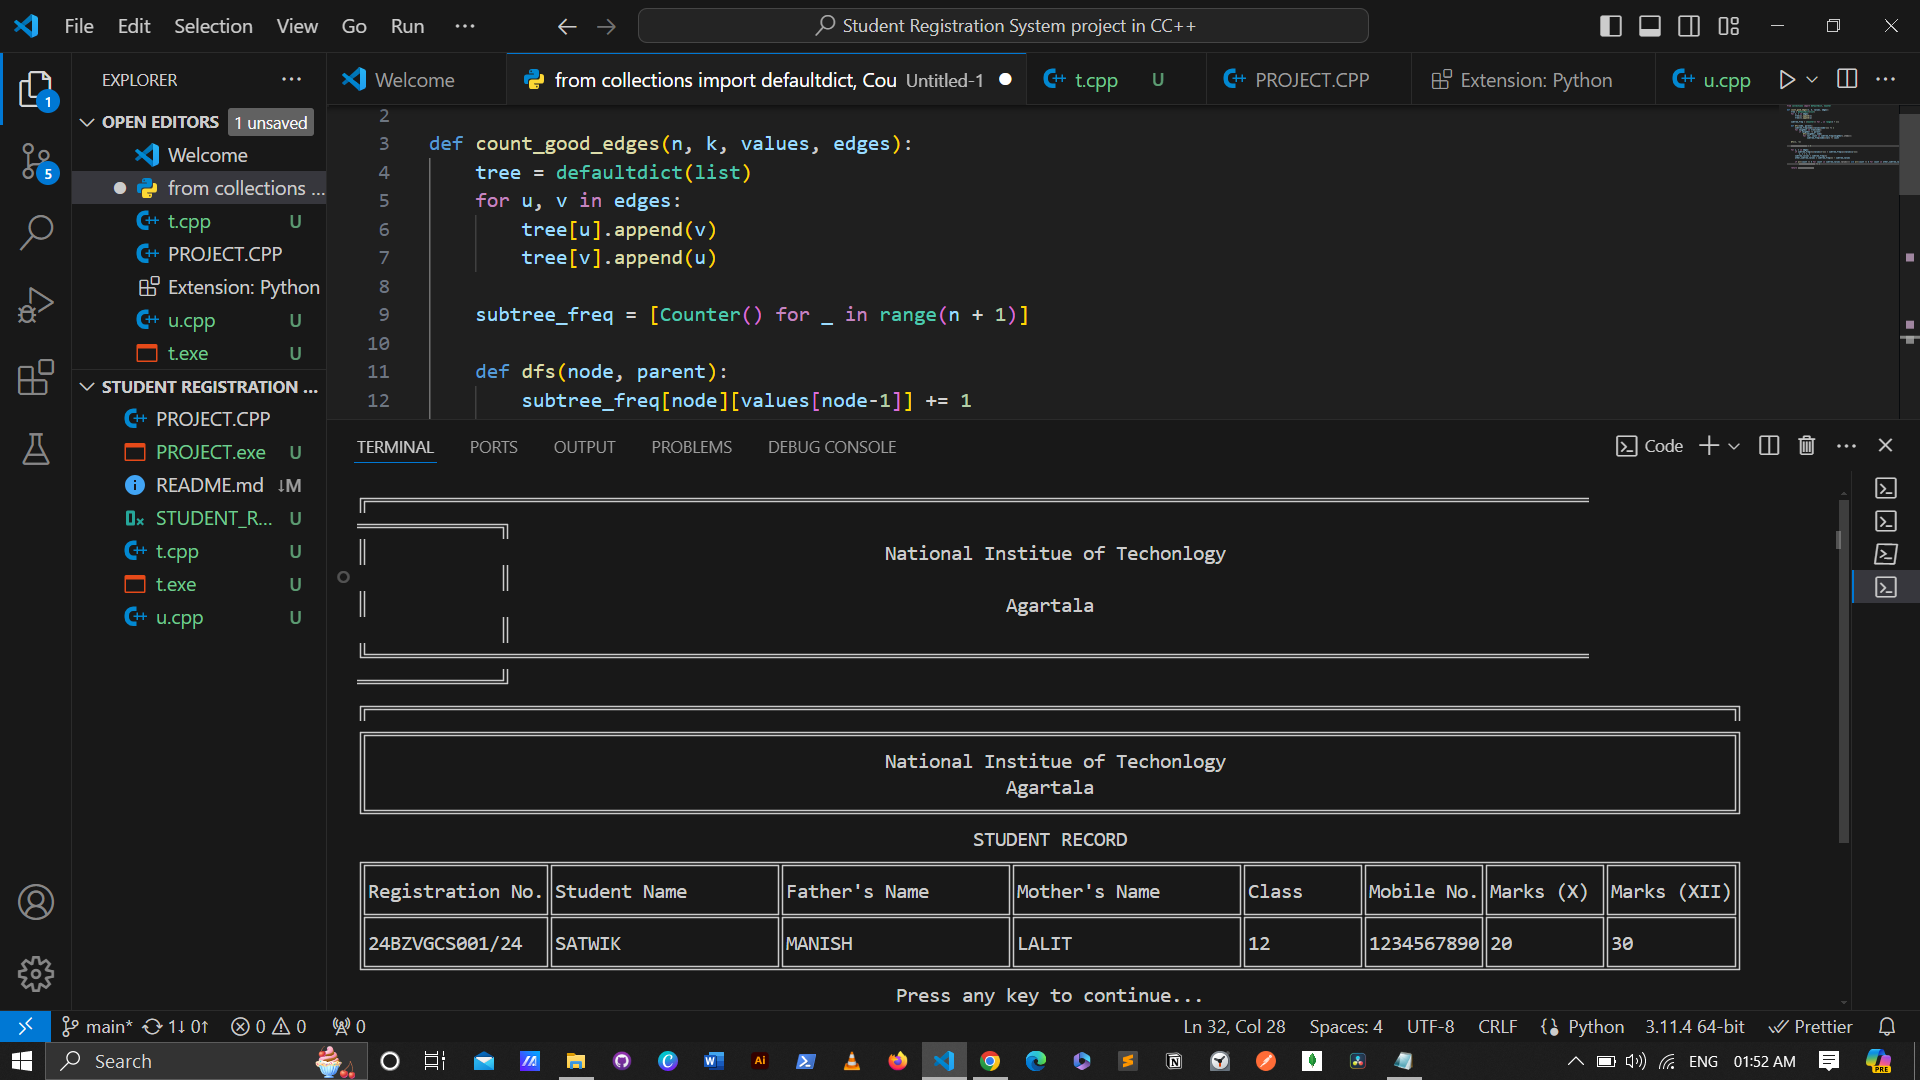 File Edit Selection View Go Run ···
Student Registration System project in CC++
EXPLORER
OPEN EDITORS 1 unsaved
Welcome
from collections ...
t.cpp U
PROJECT.CPP
Extension: Python
u.cpp U
t.exe U
STUDENT REGISTRATION ...
PROJECT.CPP
PROJECT.exe U
README.md ↓M
STUDENT_R... U
t.cpp U
t.exe U
u.cpp U
1
5
Welcome
from collections import defaultdict, Cou Untitled-1
t.cpp U
PROJECT.CPP
Extension: Python
u.cpp
2
3 def count_good_edges(n, k, values, edges):
4 tree = defaultdict(list)
5 for u, v in edges:
6 tree[u].append(v)
7 tree[v].append(u)
8
9 subtree_freq = [Counter() for _ in range(n + 1)]
10
11 def dfs(node, parent):
12 subtree_freq[node][values[node-1]] += 1
TERMINAL PORTS OUTPUT PROBLEMS DEBUG CONSOLE
Code
National Institue of Techonlogy
Agartala
National Institue of Techonlogy
Agartala
STUDENT RECORD
Registration No. Student Name Father's Name Mother's Name Class Mobile No. Marks (X) Marks (XII)
24BZVGCS001/24 SATWIK MANISH LALIT 12 1234567890 20 30
Press any key to continue...
main* 1↓ 0↑ 0 0 0
Ln 32, Col 28 Spaces: 4 UTF-8 CRLF Python 3.11.4 64-bit Prettier
Search
ENG 01:52 AM